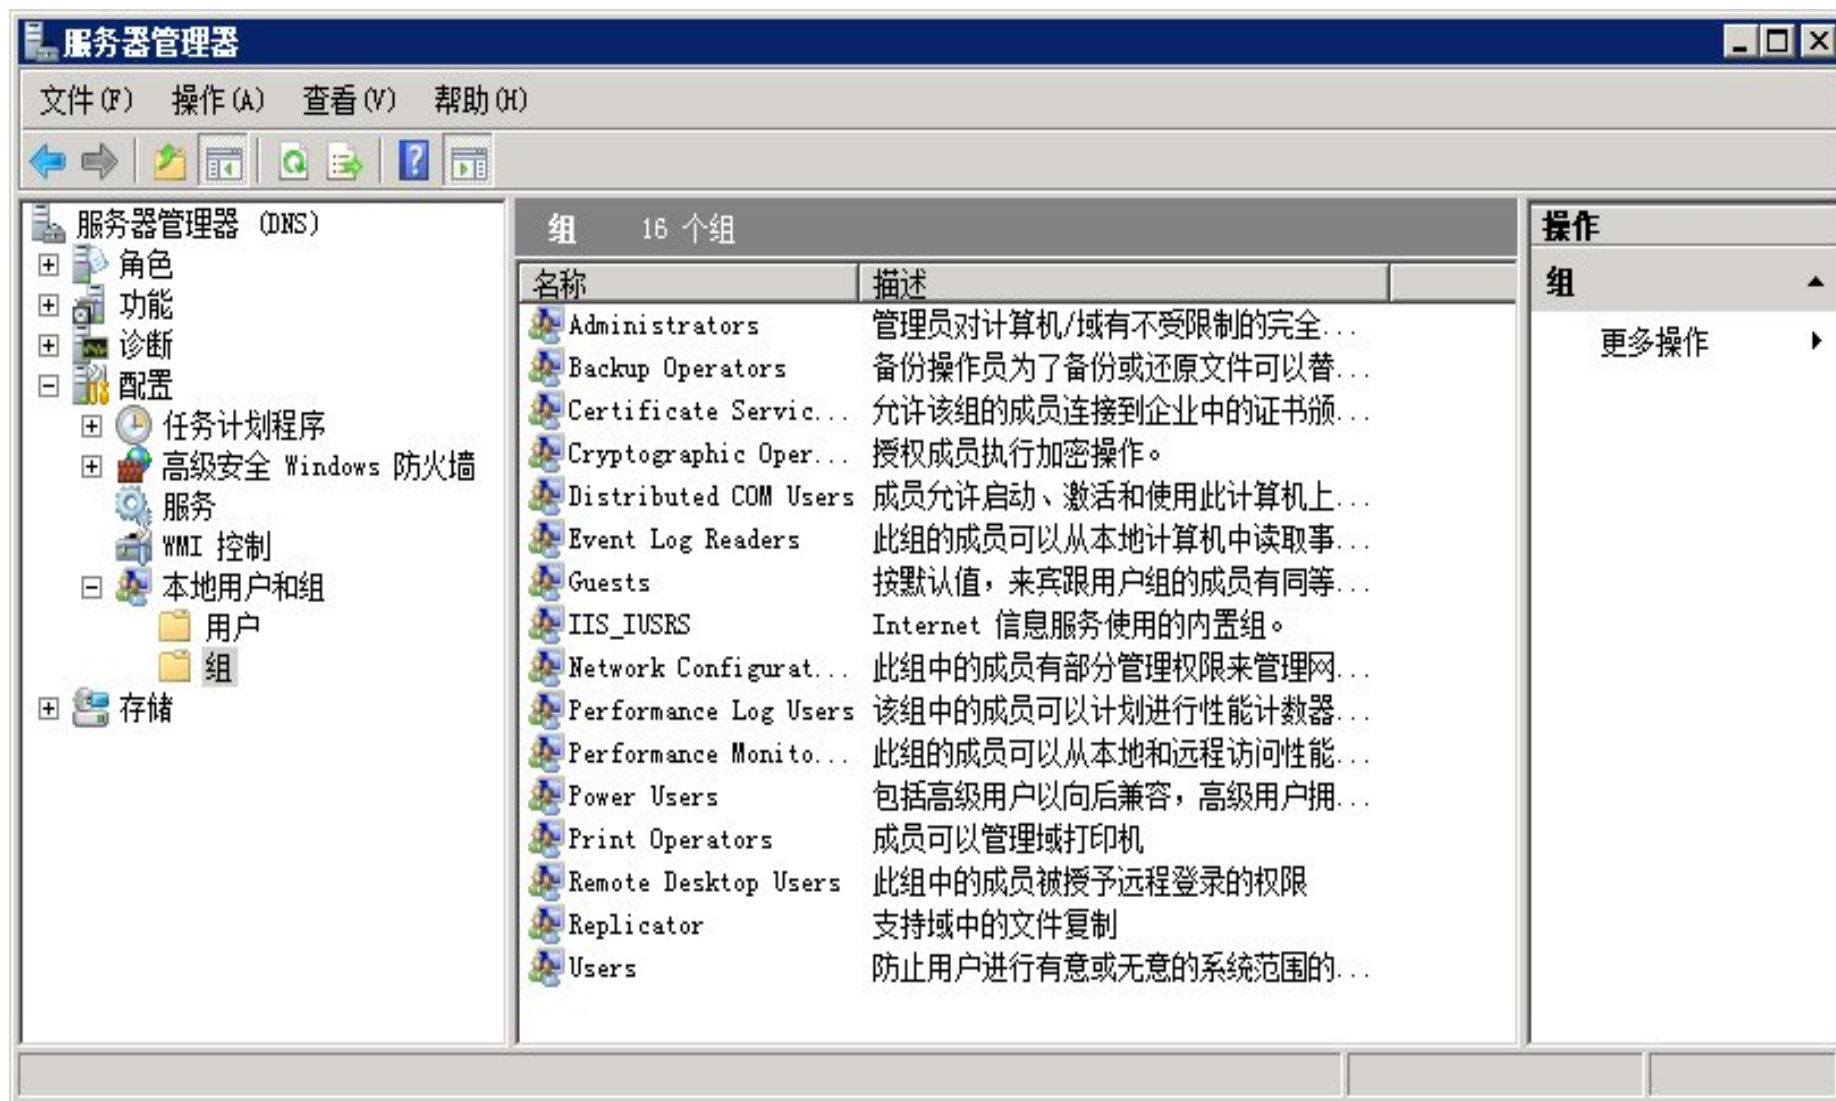 服务器管理器
文件(F) 操作(A) 查看(V) 帮助(H)
服务器管理器 (DNS)
角色
功能
诊断
配置
任务计划程序
高级安全 Windows 防火墙
服务
WMI 控制
本地用户和组
用户
组
存储
组 16 个组
名称 描述
Administrators 管理员对计算机/域有不受限制的完全...
Backup Operators 备份操作员为了备份或还原文件可以替...
Certificate Servic... 允许该组的成员连接到企业中的证书颁...
Cryptographic Oper... 授权成员执行加密操作。
Distributed COM Users 成员允许启动、激活和使用此计算机上...
Event Log Readers 此组的成员可以从本地计算机中读取事...
Guests 按默认值，来宾跟用户组的成员有同等...
IIS_IUSRS Internet 信息服务使用的内置组。
Network Configurat... 此组中的成员有部分管理权限来管理网...
Performance Log Users 该组中的成员可以计划进行性能计数器...
Performance Monito... 此组的成员可以从本地和远程访问性能...
Power Users 包括高级用户以向后兼容，高级用户拥...
Print Operators 成员可以管理域打印机
Remote Desktop Users 此组中的成员被授予远程登录的权限
Replicator 支持域中的文件复制
Users 防止用户进行有意或无意的系统范围的...
操作
组
更多操作